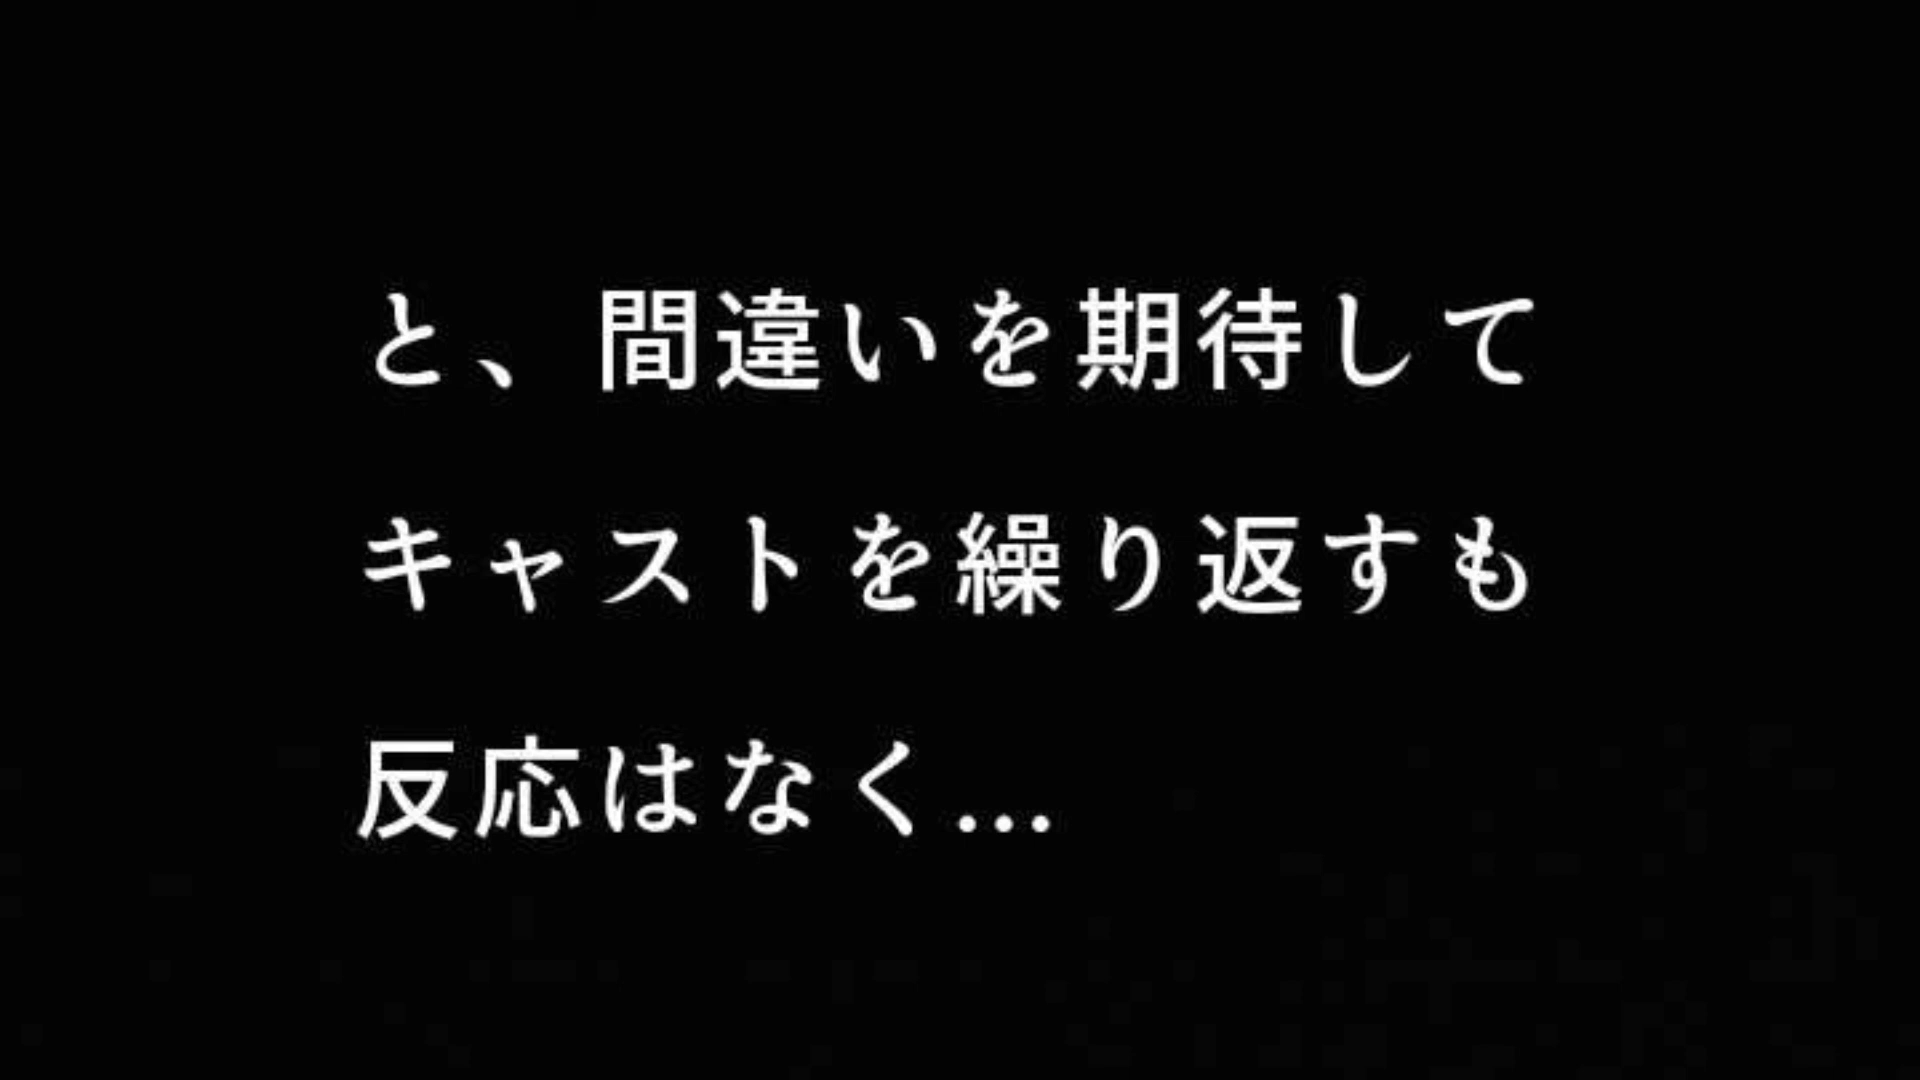 と、間違いを期待して
キャストを繰り返すも
反応はなく…